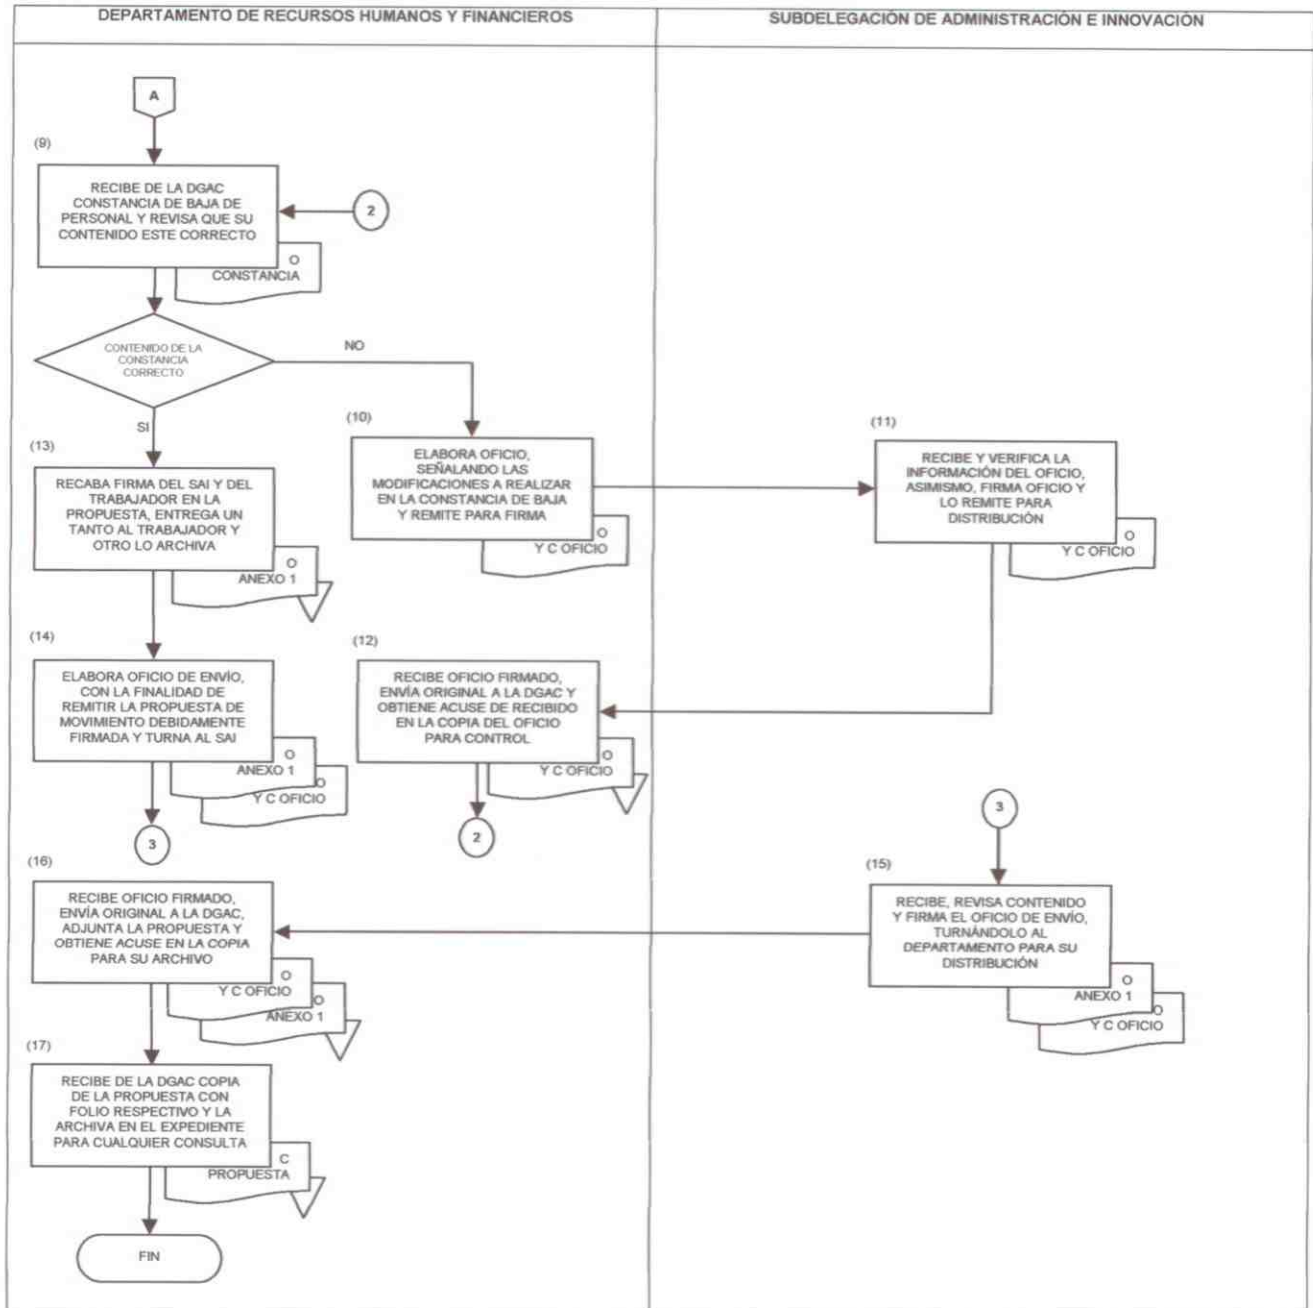 DEPARTAMENTO DE RECURSOS HUMANOS Y FINANCIEROS
SUBDELEGACIÓN DE ADMINISTRACIÓN E INNOVACIÓN
A
(9)
RECIBE DE LA DGAC
CONSTANCIA DE BAJA DE
PERSONAL Y REVISA QUE SU
CONTENIDO ESTE CORRECTO
2
O
CONSTANCIA
CONTENIDO DE LA
CONSTANCIA
CORRECTO
NO
SI
(10)
ELABORA OFICIO,
SEÑALANDO LAS
MODIFICACIONES A REALIZAR
EN LA CONSTANCIA DE BAJA
Y REMITE PARA FIRMA
O
Y C OFICIO
(11)
RECIBE Y VERIFICA LA
INFORMACIÓN DEL OFICIO,
ASIMISMO, FIRMA OFICIO Y
LO REMITE PARA
DISTRIBUCIÓN
O
Y C OFICIO
(13)
RECABA FIRMA DEL SAI Y DEL
TRABAJADOR EN LA
PROPUESTA, ENTREGA UN
TANTO AL TRABAJADOR Y
OTRO LO ARCHIVA
O
ANEXO 1
(14)
ELABORA OFICIO DE ENVÍO,
CON LA FINALIDAD DE
REMITIR LA PROPUESTA DE
MOVIMIENTO DEBIDAMENTE
FIRMADA Y TURNA AL SAI
O
ANEXO 1
O
Y C OFICIO
3
(12)
RECIBE OFICIO FIRMADO,
ENVÍA ORIGINAL A LA DGAC Y
OBTIENE ACUSE DE RECIBIDO
EN LA COPIA DEL OFICIO
PARA CONTROL
O
Y C OFICIO
2
3
(15)
RECIBE, REVISA CONTENIDO
Y FIRMA EL OFICIO DE ENVÍO,
TURNÁNDOLO AL
DEPARTAMENTO PARA SU
DISTRIBUCIÓN
O
ANEXO 1
O
Y C OFICIO
(16)
RECIBE OFICIO FIRMADO,
ENVÍA ORIGINAL A LA DGAC,
ADJUNTA LA PROPUESTA Y
OBTIENE ACUSE EN LA COPIA
PARA SU ARCHIVO
O
Y C OFICIO
O
ANEXO 1
(17)
RECIBE DE LA DGAC COPIA
DE LA PROPUESTA CON
FOLIO RESPECTIVO Y LA
ARCHIVA EN EL EXPEDIENTE
PARA CUALQUIER CONSULTA
C
PROPUESTA
FIN